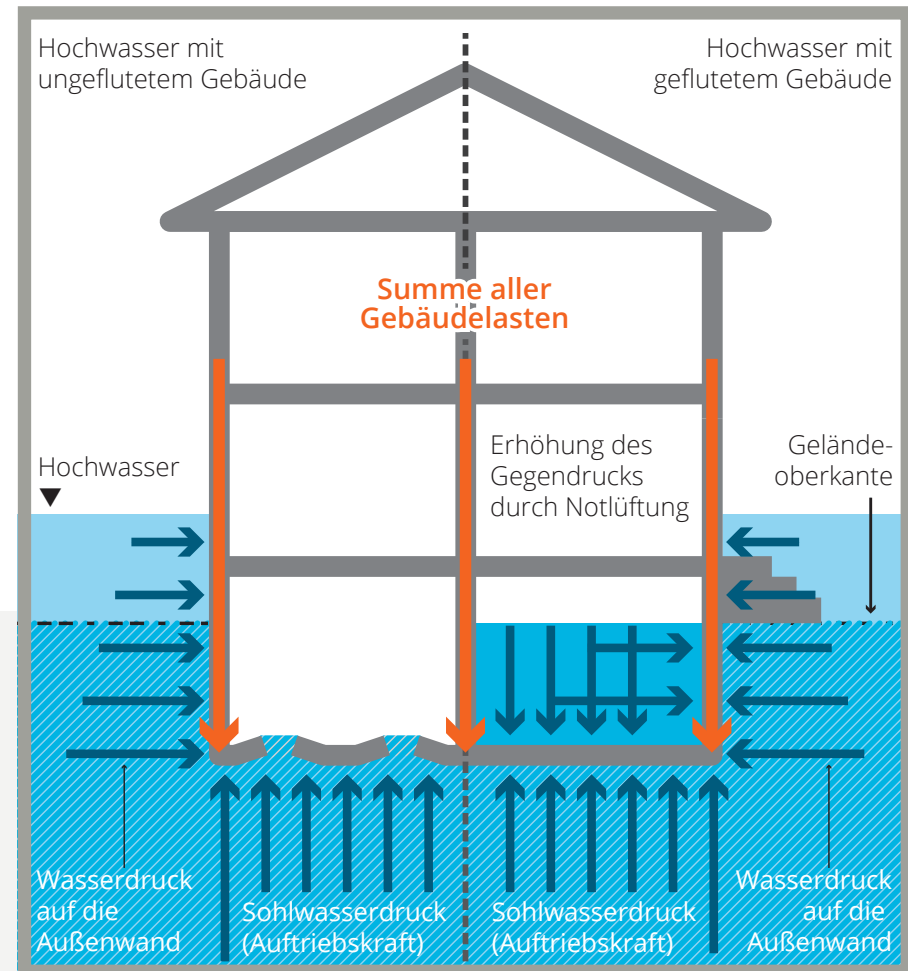 Hochwasser mit
ungeflutetem Gebäude
Hochwasser mit
geflutetem Gebäude
Summe aller
Gebäudelasten
Hochwasser
Erhöhung des
Gegendrucks
durch Notlüftung
Gelände-
oberkante
Wasserdruck
auf die
Außenwand
Sohlwasserdruck
(Auftriebskraft)
Sohlwasserdruck
(Auftriebskraft)
Wasserdruck
auf die
Außenwand